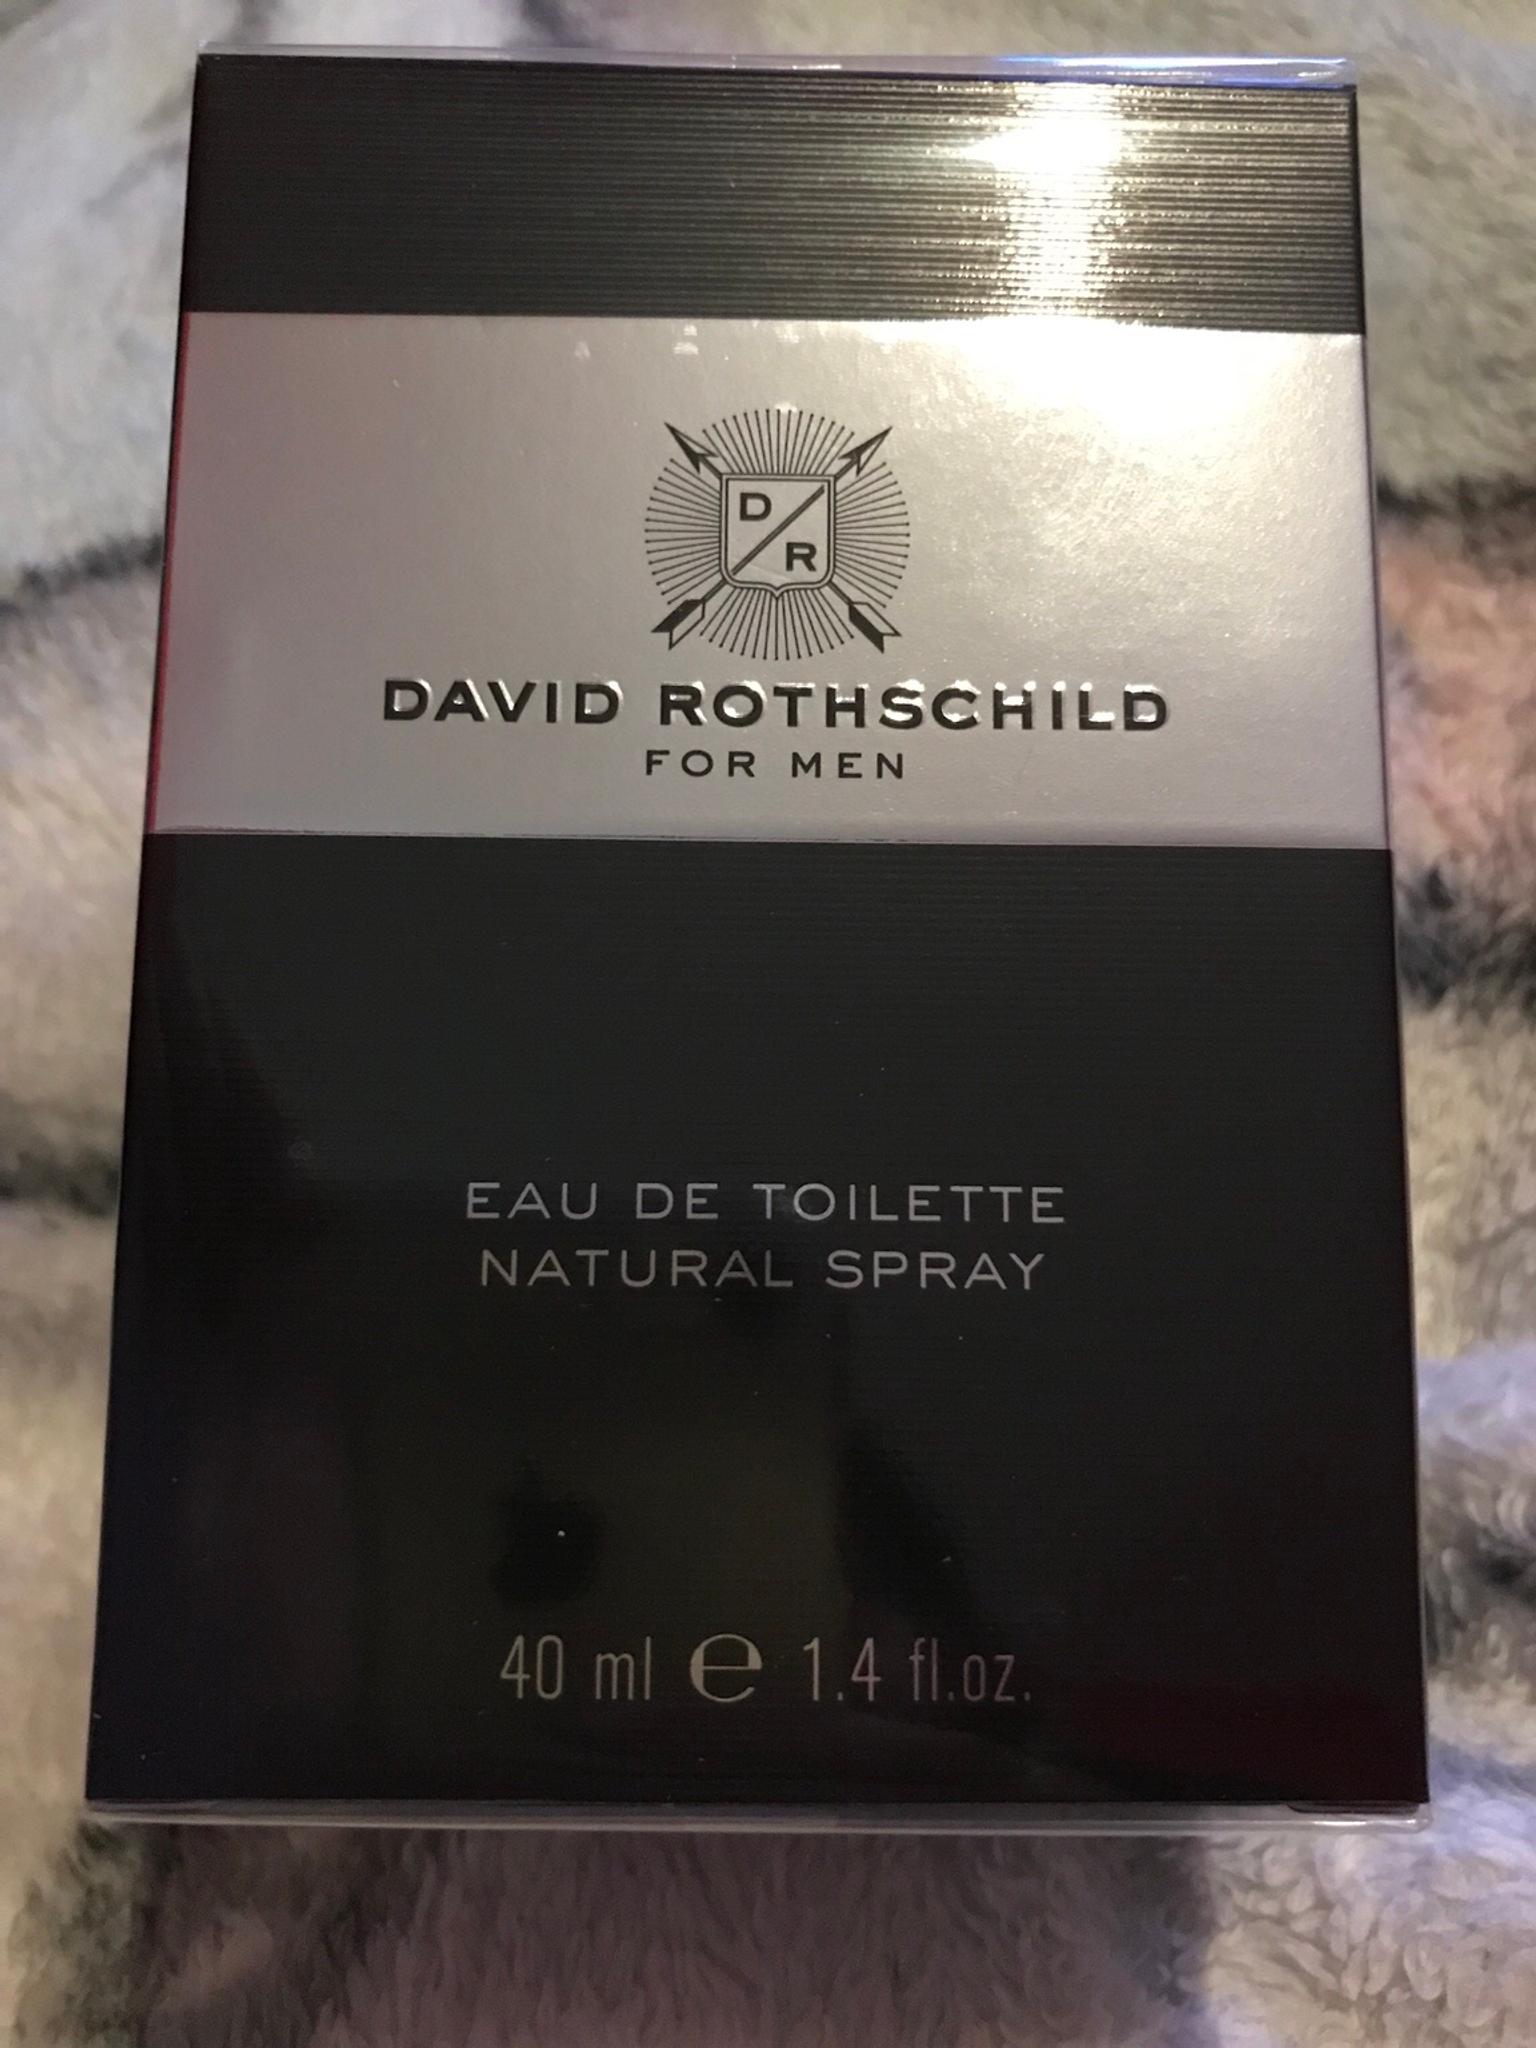 D
R
DAVID ROTHSCHILD
FOR MEN
EAU DE TOILETTE
NATURAL SPRAY
40 ml e 1.4 fl.oz.